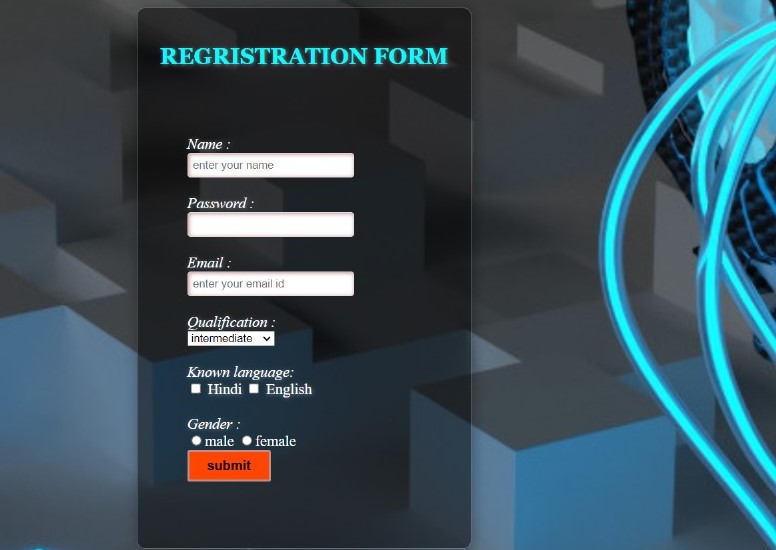 REGRISTRATION FORM
Name :
enter your name
Password :
Email :
enter your email id
Qualification :
intermediate
Known language:
Hindi English
Gender :
male female
submit